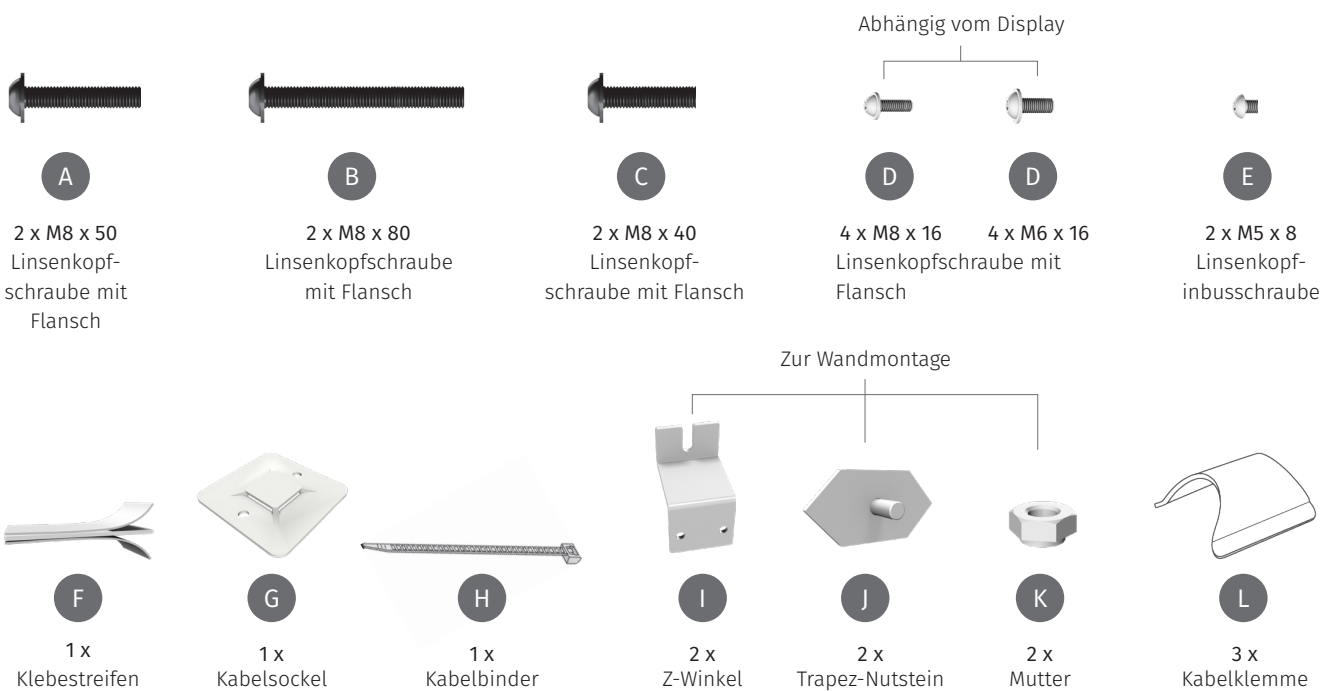 Abhängig vom Display
A
B
C
D
D
E
2 x M8 x 50
Linsenkopf-
schraube mit
Flansch
2 x M8 x 80
Linsenkopfschraube
mit Flansch
2 x M8 x 40
Linsenkopf-
schraube mit Flansch
4 x M8 x 16
4 x M6 x 16
Linsenkopfschraube mit
Flansch
2 x M5 x 8
Linsenkopf-
inbusschraube
Zur Wandmontage
F
G
H
I
J
K
L
1 x
Klebestreifen
1 x
Kabelsockel
1 x
Kabelbinder
2 x
Z-Winkel
2 x
Trapez-Nutstein
2 x
Mutter
3 x
Kabelklemme